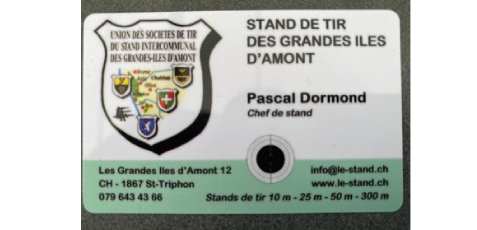 UNION DES SOCIETES DE TIR
DU STAND INTERCOMMUNAL
DES GRANDES-ILES D'AMONT
STAND DE TIR
DES GRANDES ILES
D'AMONT
Pascal Dormond
Chef de stand
Les Grandes Iles d'Amont 12
CH - 1867 St-Triphon
079 643 43 66
info@le-stand.ch
www.le-stand.ch
Stands de tir 10 m - 25 m - 50 m - 300 m